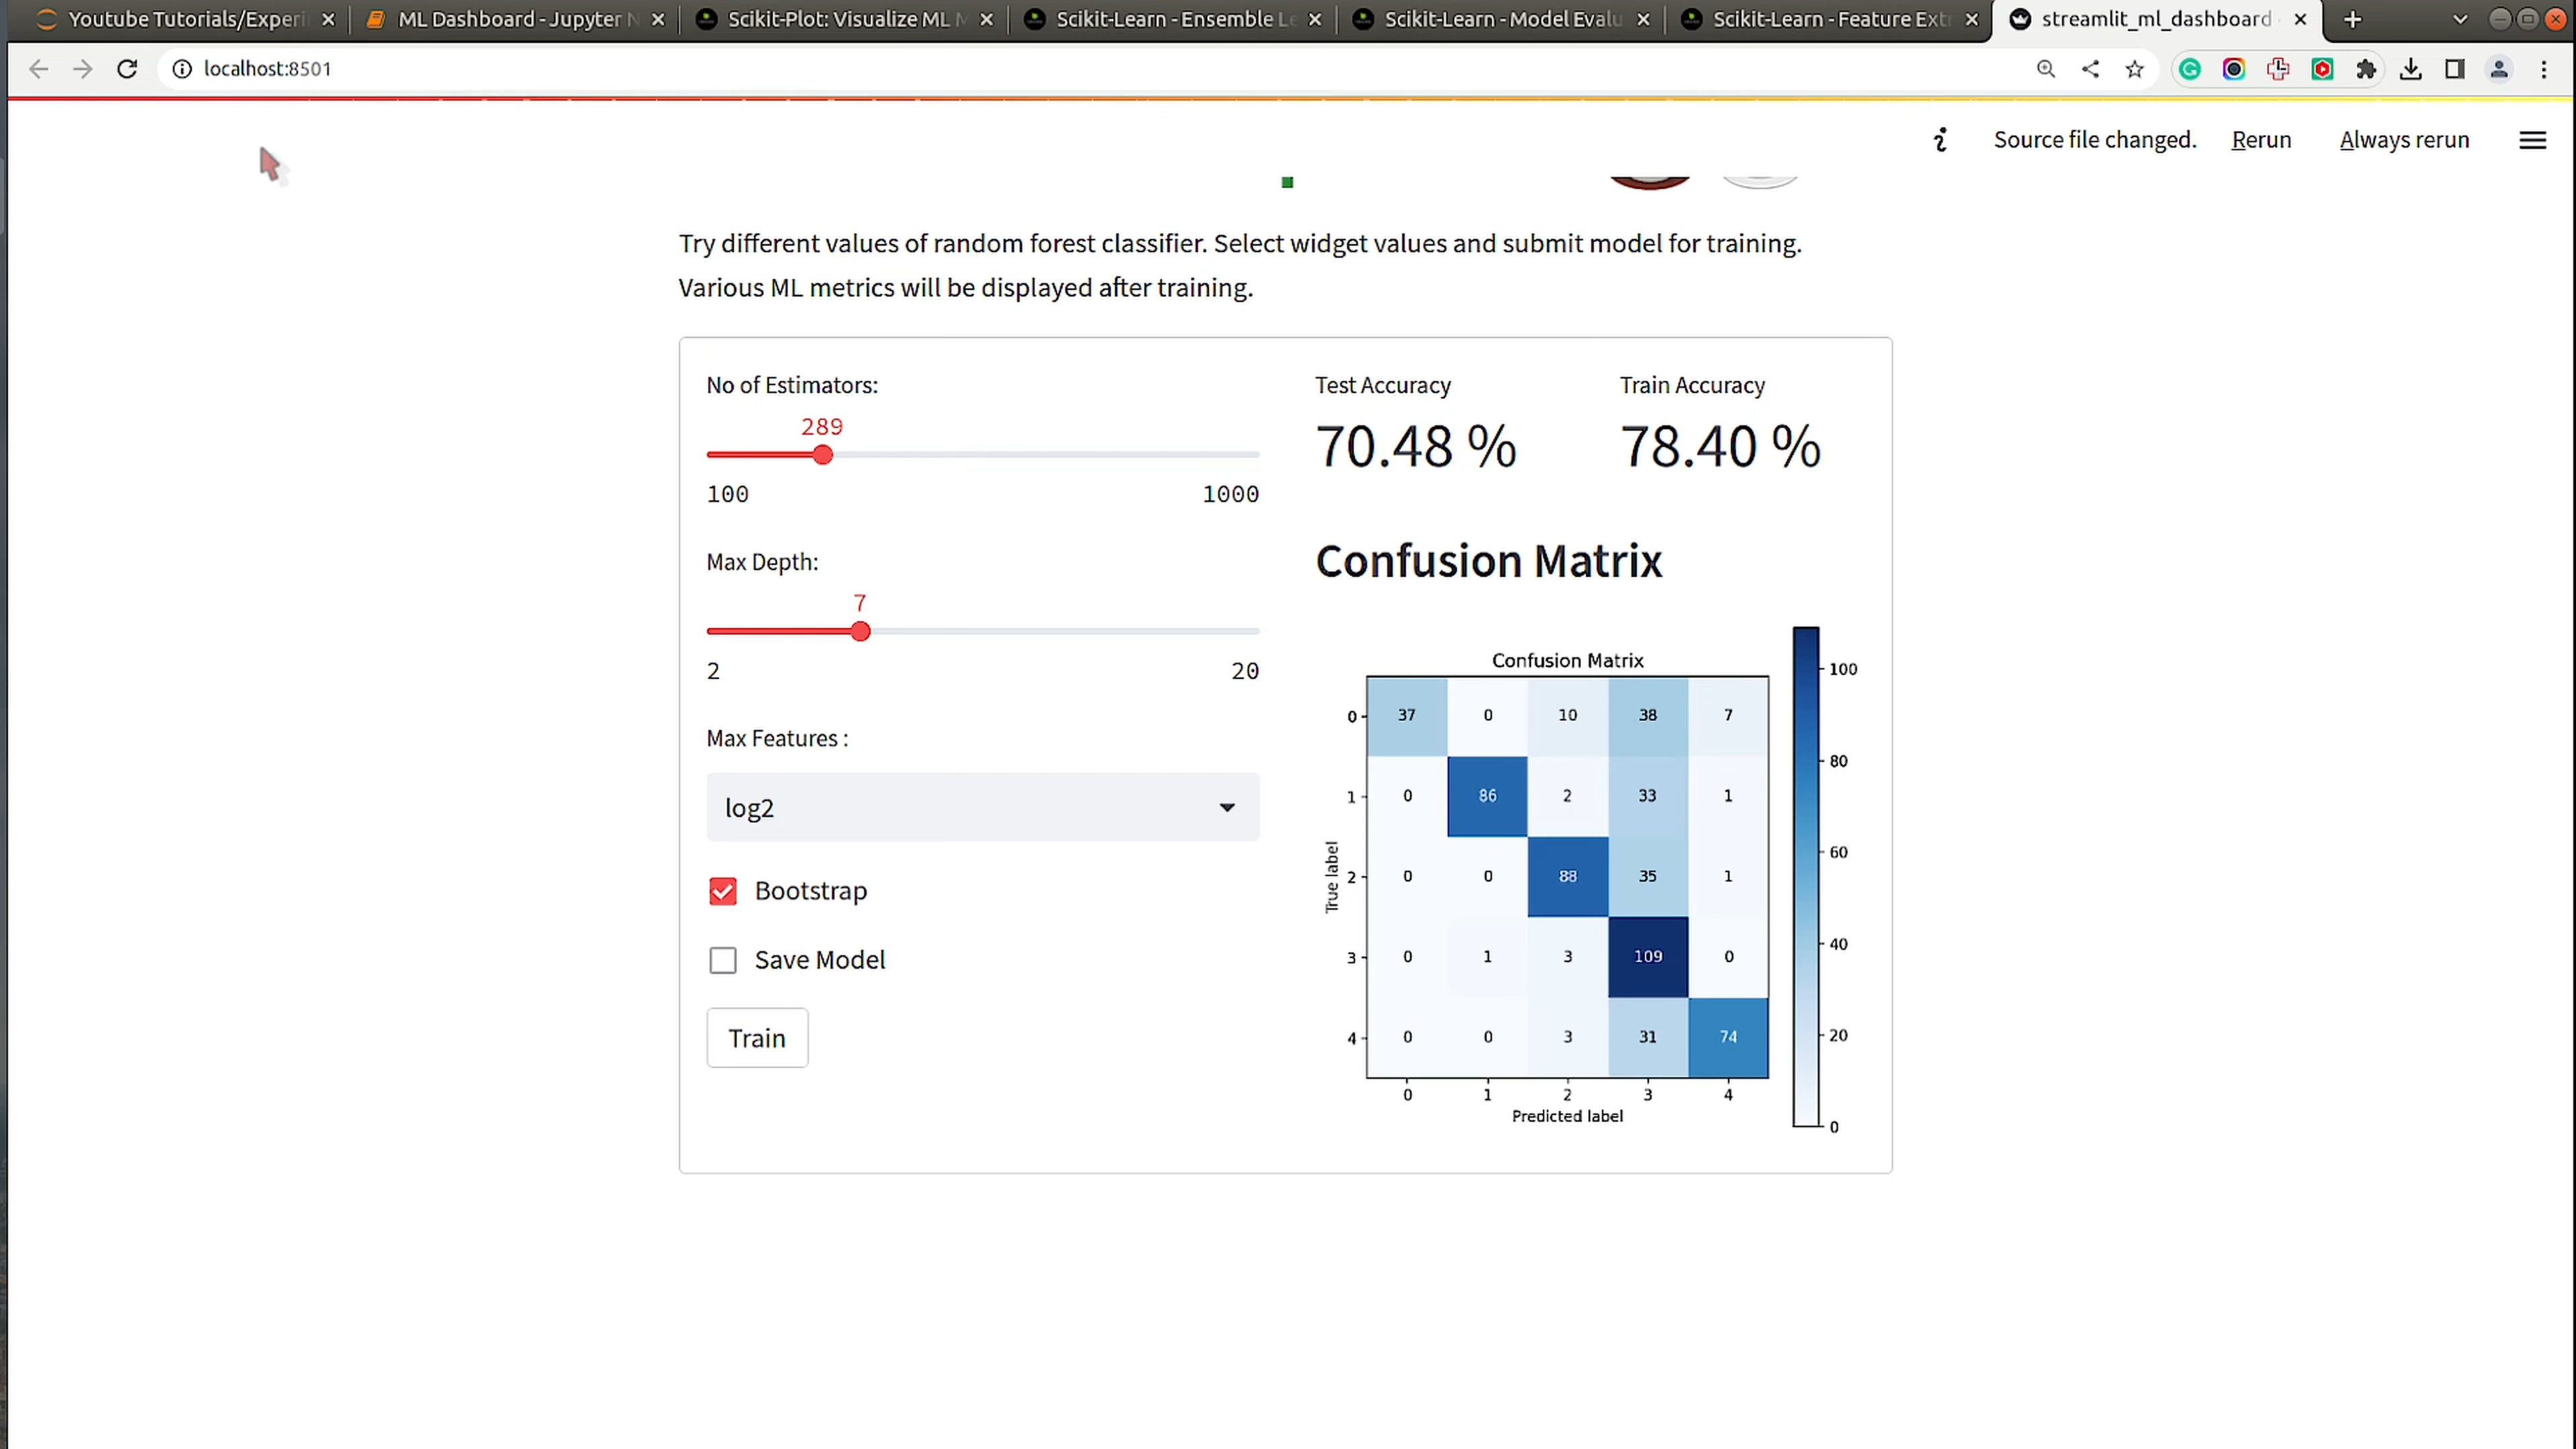 Youtube Tutorials/Experi
ML Dashboard - Jupyter N
Scikit-Plot: Visualize ML M
Scikit-Learn - Ensemble Le
Scikit-Learn - Model Evalu
Scikit-Learn - Feature Extr
streamlit_ml_dashboard
localhost:8501
Source file changed. Rerun Always rerun
Try different values of random forest classifier. Select widget values and submit model for training.
Various ML metrics will be displayed after training.
No of Estimators:
289
100 1000
Max Depth:
7
2 20
Max Features :
log2
Bootstrap
Save Model
Train
Test Accuracy Train Accuracy
70.48 % 78.40 %
Confusion Matrix
Confusion Matrix
True label
0 37 0 10 38 7
1 0 86 2 33 1
2 0 0 88 35 1
3 0 1 3 109 0
4 0 0 3 31 74
0 1 2 3 4
Predicted label
100
80
60
40
20
0